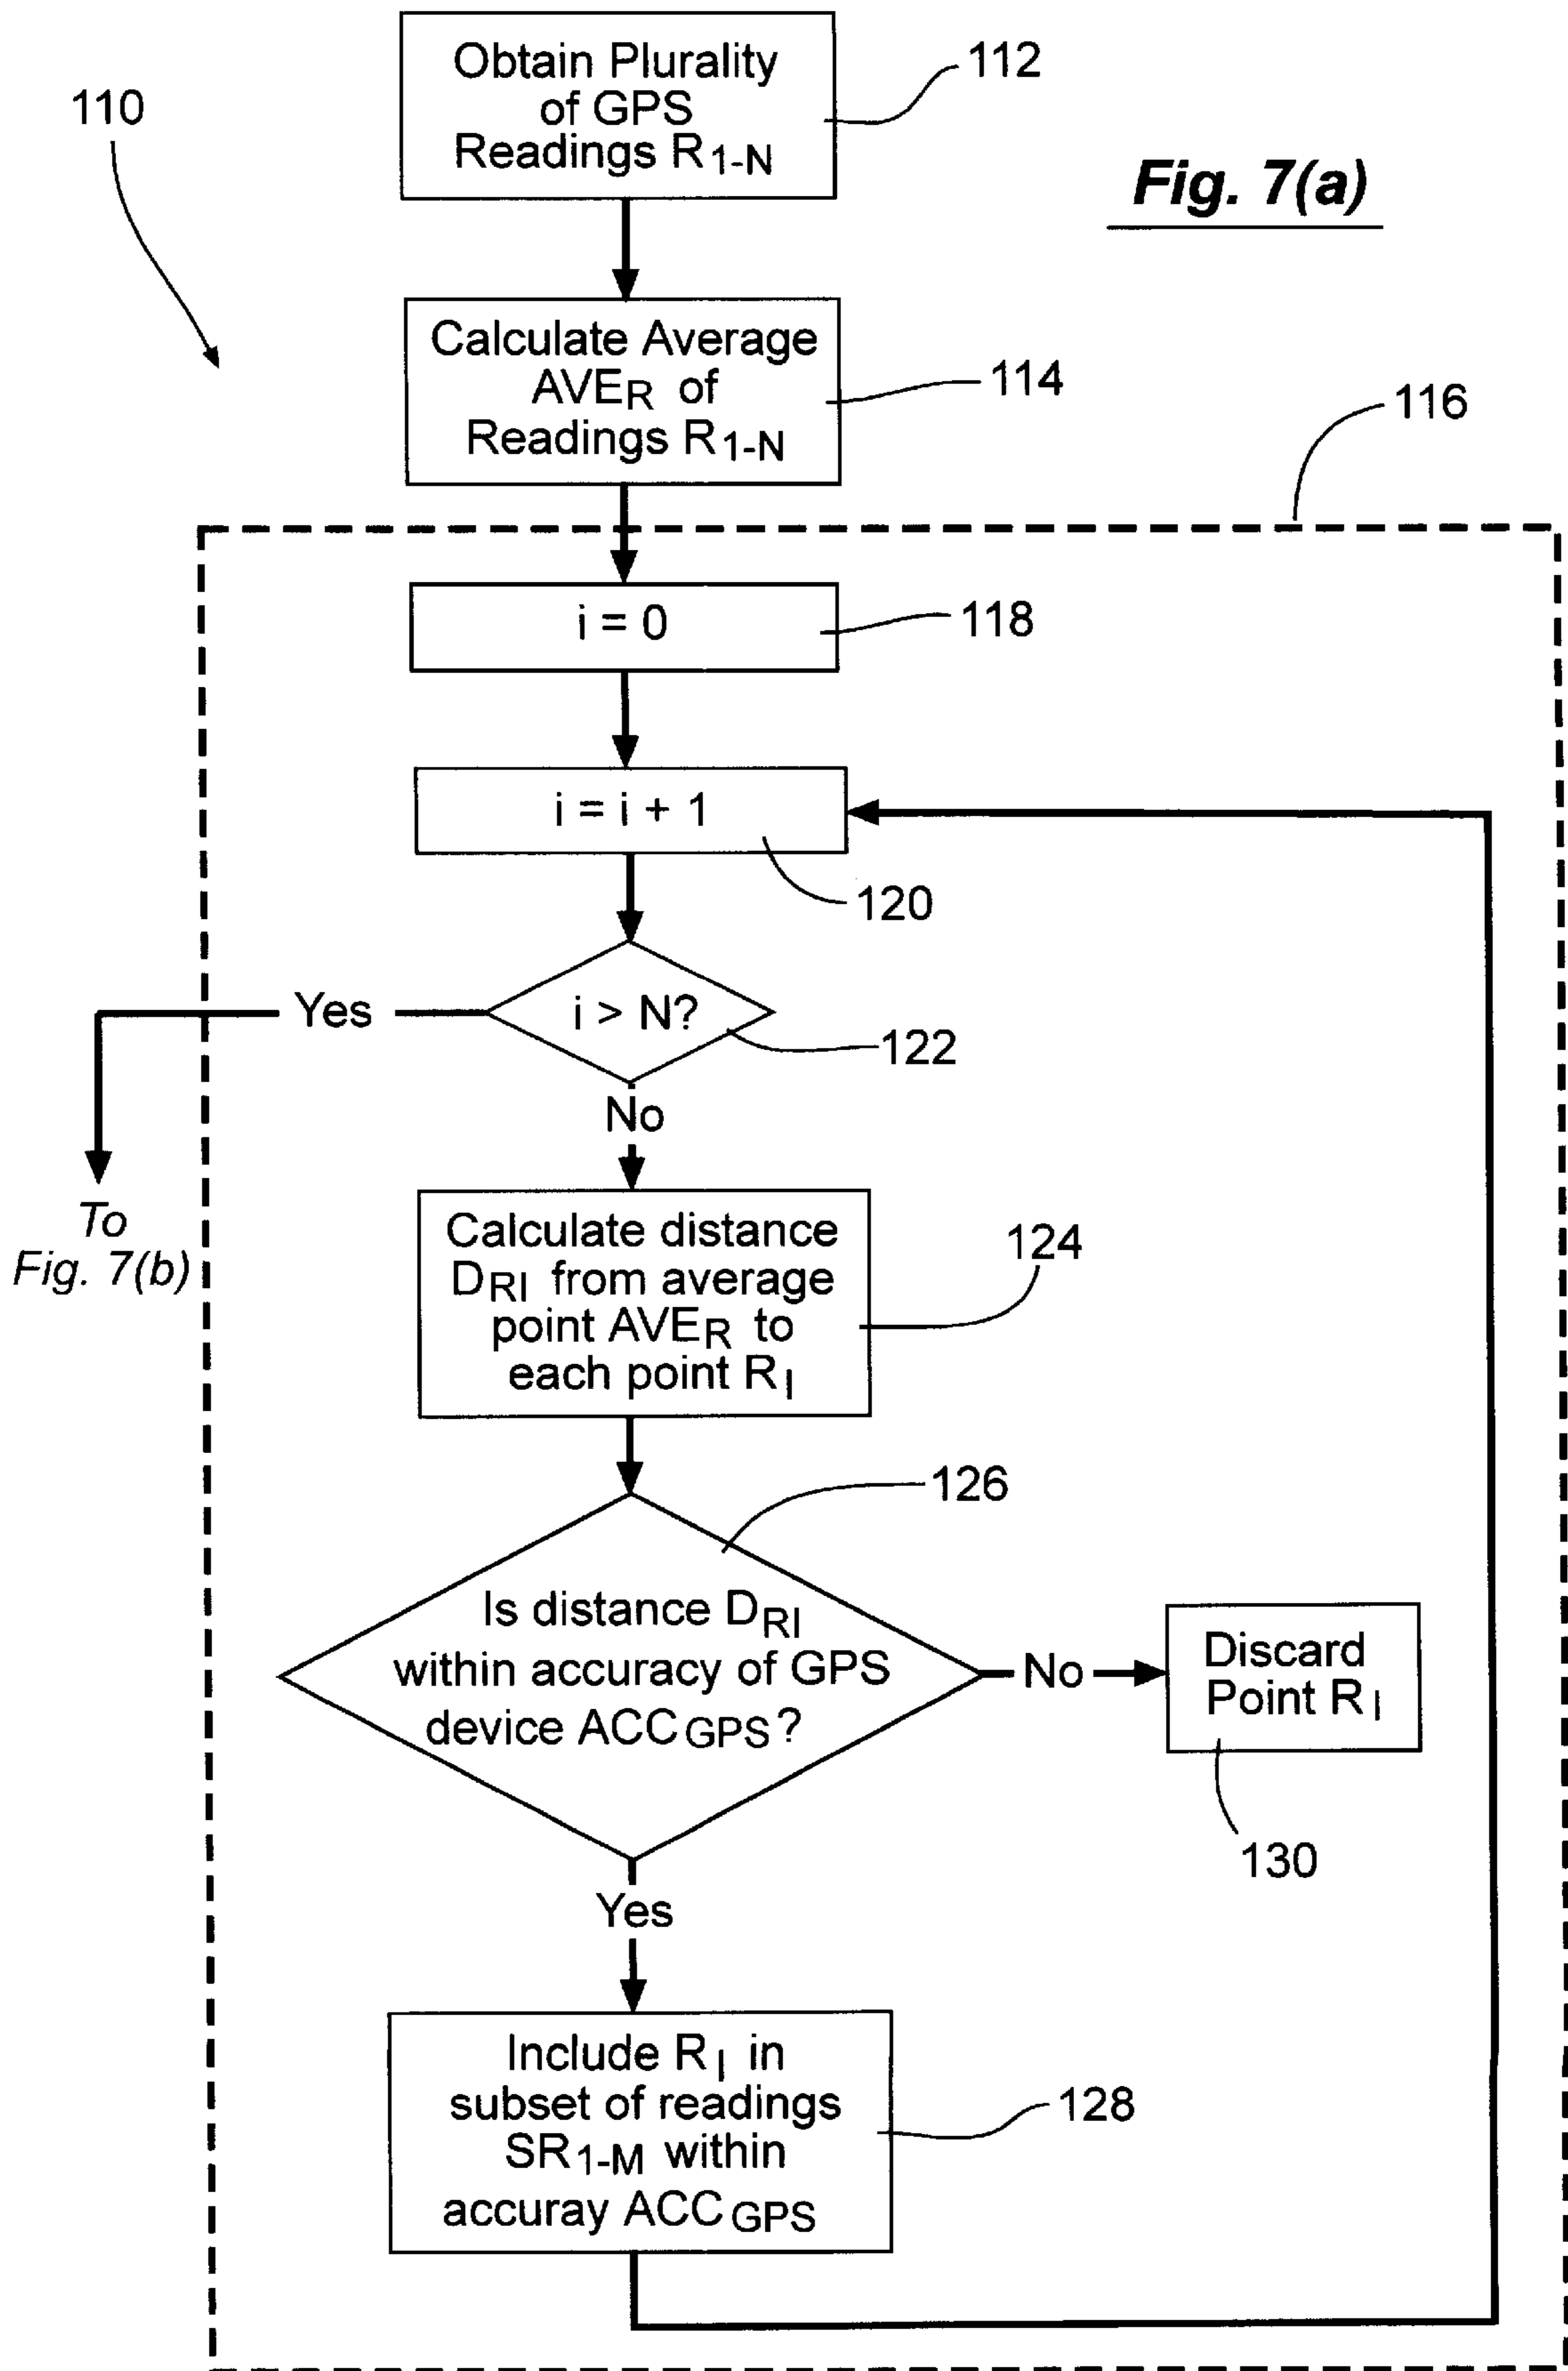 Obtain Plurality
of GPS
Readings R1-N
112
110
Fig. 7(a)
Calculate Average
AVER of
Readings R1-N
114
116
i = 0
118
i = i + 1
120
i > N?
Yes
122
No
To
Fig. 7(b)
Calculate distance
DRI from average
point AVER to
each point RI
124
126
Is distance DRI
within accuracy of GPS
device ACCGPS?
No
Discard
Point RI
130
Yes
Include RI in
subset of readings
SR1-M within
accuray ACCGPS
128